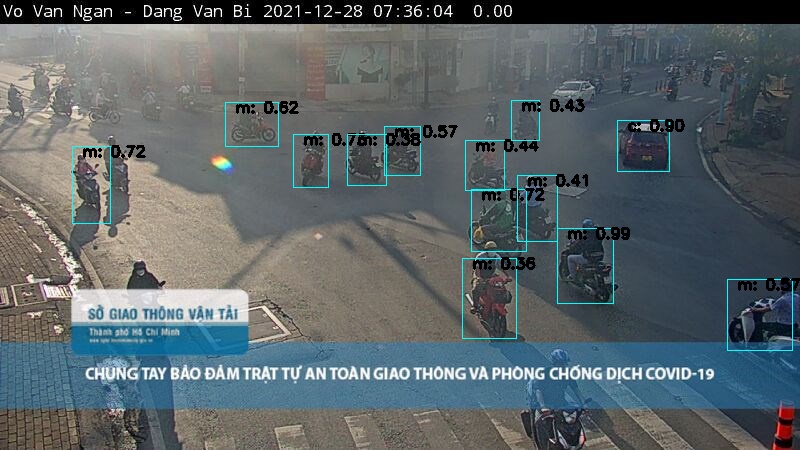 Vo Van Ngan - Dang Van Bi 2021-12-28 07:36:04 0.00
m: 0.62
m: 0.43
m: 0.57
c: 0.90
m: 0.38
m: 0.44
m: 0.72
m: 0.41
m: 0.72
m: 0.99
m: 0.36
m: 0.57
SỞ GIAO THÔNG VẬN TẢI
Thành phố Hồ Chí Minh
CHUNG TAY BẢO ĐẢM TRẬT TỰ AN TOÀN GIAO THÔNG VÀ PHÒNG CHỐNG DỊCH COVID-19